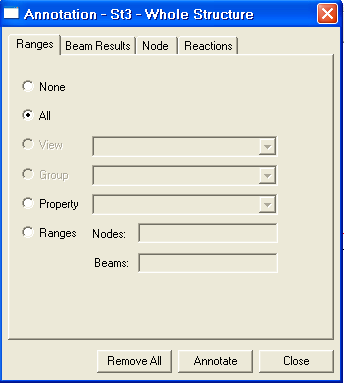 Annotation - St3 - Whole Structure
Ranges Beam Results Node Reactions
None
All
View
Group
Property
Ranges Nodes:
Beams:
Remove All Annotate Close